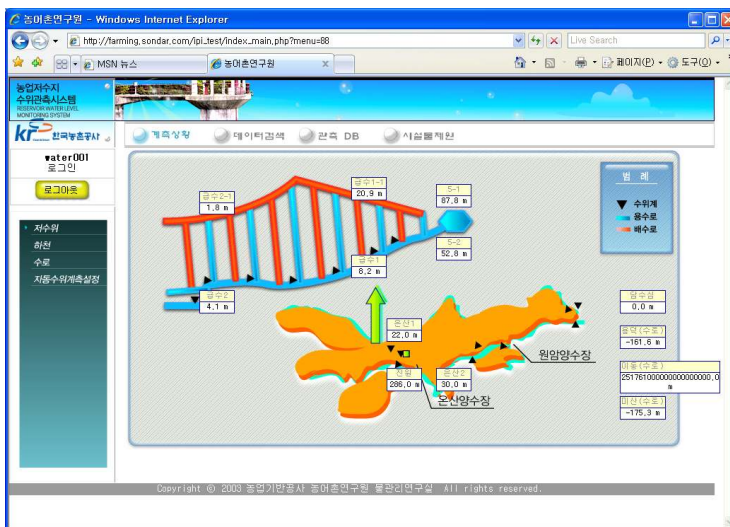 농어촌연구원 - Windows Internet Explorer
http://farming.sondar.com/ipi_test/index_main.php?menu=88
Live Search
MSN 뉴스
농어촌연구원
페이지(P)
도구(O)
농업저수지
수위관측시스템
RESERVOIR WATER LEVEL
MONITORING SYSTEM
한국농촌공사
계측상황
데이터검색
관측 DB
시설물제원
water001
로그인
로그아웃
저수위
하천
수로
자동수위계측설정
급수2-1
1,8 m
급수1-1
20,9 m
5-1
87,8 m
5-2
52,8 m
급수1
8,2 m
급수2
4,1 m
범 례
수위계
용수로
배수로
온산1
22,0 m
286,0 m
온산2
30,0 m
원암양수장
온산양수장
0,0 m
-161,6 m
251761000000000000000,0
m
미산(수로)
-175,3 m
Copyright © 2003 농업기반공사 농어촌연구원 물관리연구실 All rights reserved.